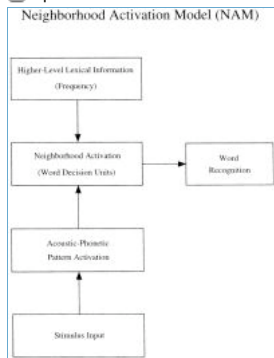 Neighborhood Activation Model (NAM)
Higher-Level Lexical Information
(Frequency)
Neighborhood Activation
(Word Decision Units)
Word
Recognition
Acoustic-Phonetic
Pattern Activation
Stimulus Input